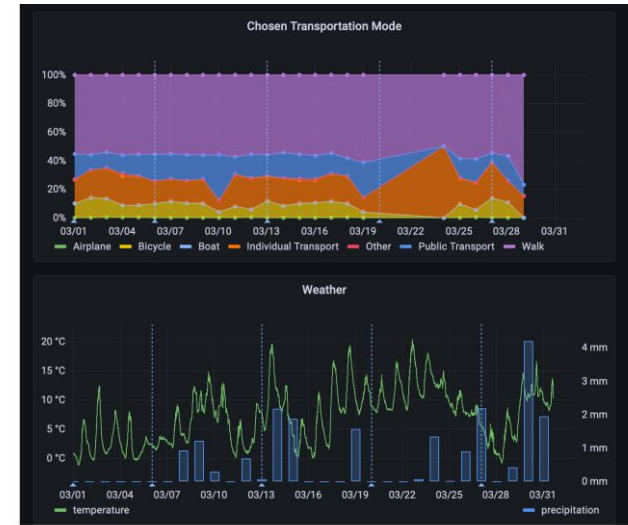 Chosen Transportation Mode
100%
80%
60%
40%
20%
0%
03/01 03/04 03/07 03/10 03/13 03/16 03/19 03/22 03/25 03/28 03/31
Airplane Bicycle Boat Individual Transport Other Public Transport Walk
Weather
20 °C 4 mm
15 °C 3 mm
10 °C 2 mm
5 °C 1 mm
0 °C 0 mm
03/01 03/04 03/07 03/10 03/13 03/16 03/19 03/22 03/25 03/28 03/31
temperature precipitation